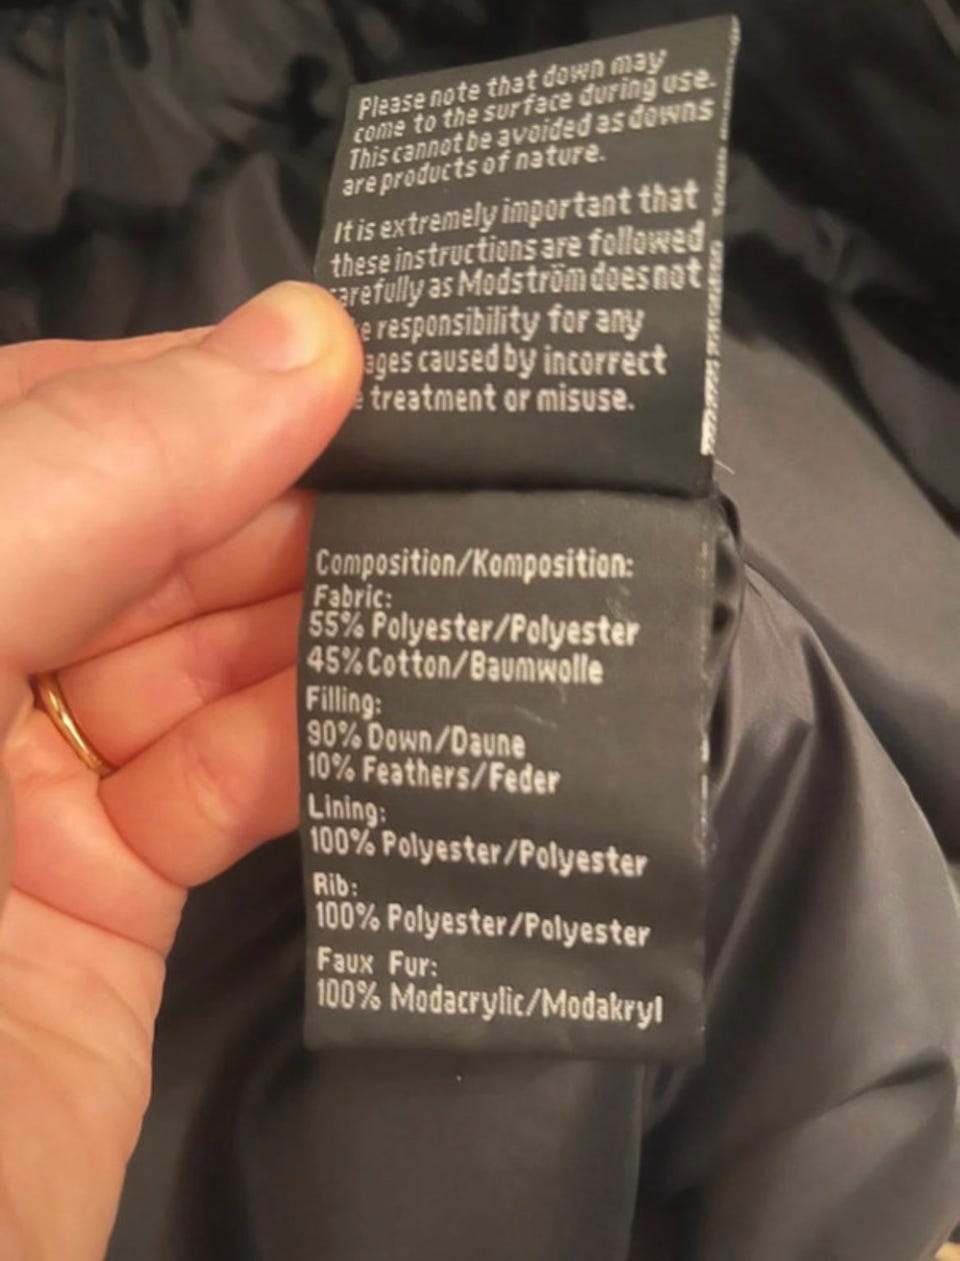 Please note that down may
come to the surface during use.
This cannot be avoided as downs
are products of nature.
It is extremely important that
these instructions are followed
carefully as Modström does not
responsibility for any
caused by incorrect
treatment or misuse.
Composition/Komposition:
Fabric:
55% Polyester/Polyester
45% Cotton/Baumwolle
Filling:
90% Down/Daune
10% Feathers/Feder
Lining:
100% Polyester/Polyester
Rib:
100% Polyester/Polyester
Faux Fur:
100% Modacrylic/Modakryl